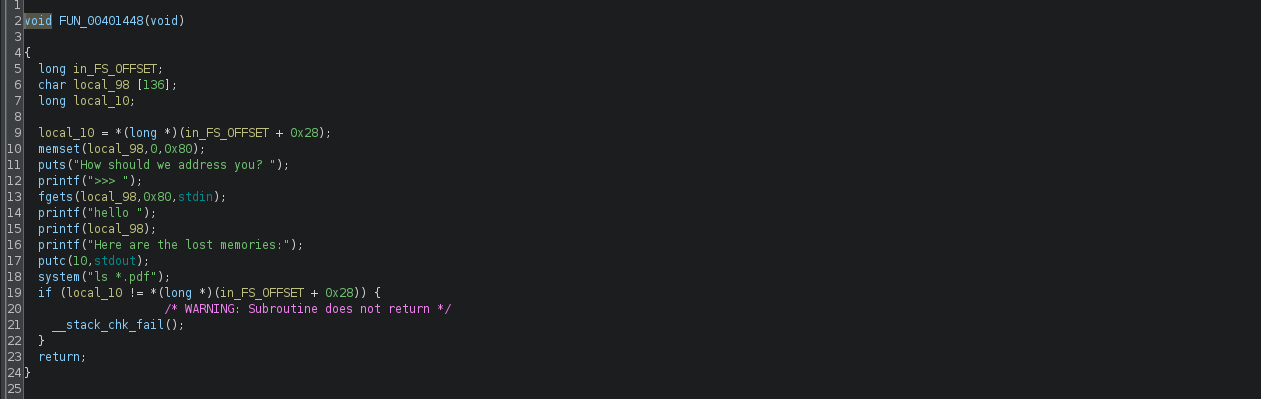 1
2 void FUN_00401448(void)
3
4 {
5   long in_FS_OFFSET;
6   char local_98 [136];
7   long local_10;
8
9   local_10 = *(long *)(in_FS_OFFSET + 0x28);
10   memset(local_98,0,0x80);
11   puts("How should we address you? ");
12   printf(">>> ");
13   fgets(local_98,0x80,stdin);
14   printf("hello ");
15   printf(local_98);
16   printf("Here are the lost memories:");
17   putc(10,stdout);
18   system("ls *.pdf");
19   if (local_10 != *(long *)(in_FS_OFFSET + 0x28)) {
20                     /* WARNING: Subroutine does not return */
21     __stack_chk_fail();
22   }
23   return;
24 }
25